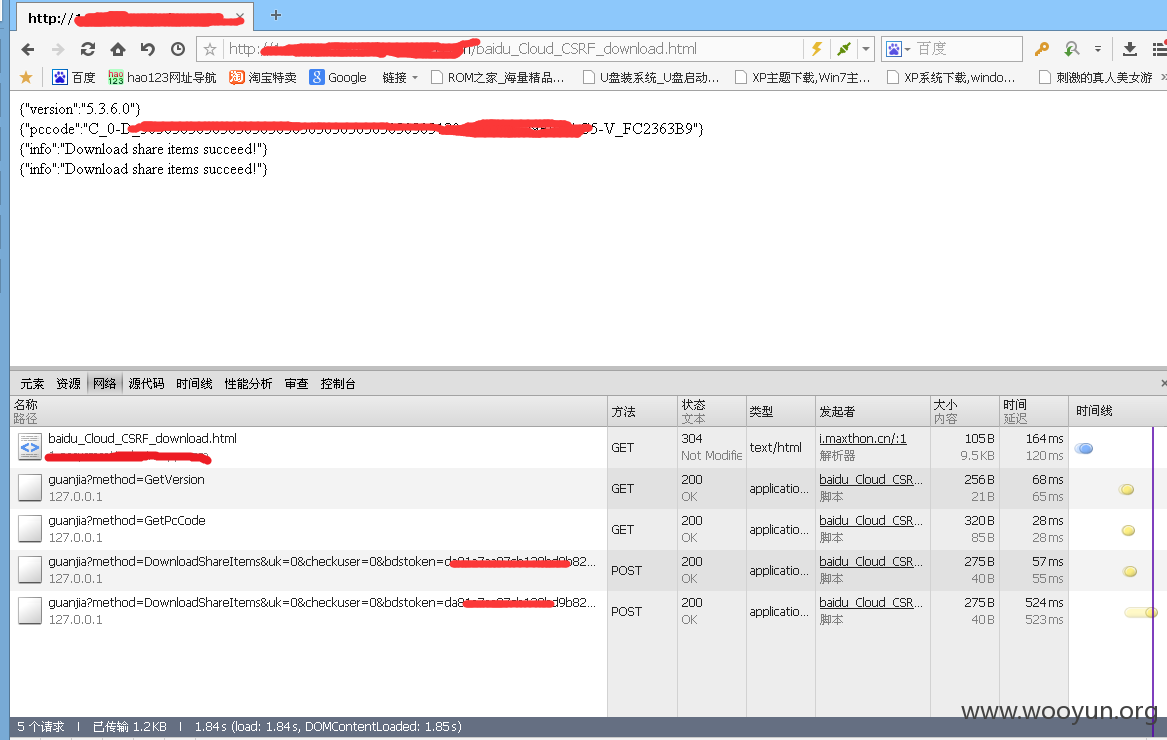 http://
http:// /baidu_Cloud_CSRF_download.html
百度
百度 hao123网址导航 淘宝特卖 Google 链接 ROM之家_海量精品... U盘装系统_U盘启动... XP主题下载,Win7主... XP系统下载,windo... 刺激的真人美女游
{"version":"5.3.6.0"}
{"pccode":"C_0-D_ 5-V_FC2363B9"}
{"info":"Download share items succeed!"}
{"info":"Download share items succeed!"}
元素 资源 网络 源代码 时间线 性能分析 审查 控制台
名称 方法 状态 类型 发起者 大小 时间 时间线
路径 文本 内容 延迟
baidu_Cloud_CSRF_download.html GET 304 text/html i.maxthon.cn/:1 105 B 164 ms
Not Modifie 解析器 9.5 KB 120 ms
guanjia?method=GetVersion GET 200 applicatio... baidu_Cloud_CSR... 256 B 68 ms
127.0.0.1 OK 脚本 21 B 65 ms
guanjia?method=GetPcCode GET 200 applicatio... baidu_Cloud_CSR... 320 B 28 ms
127.0.0.1 OK 脚本 85 B 28 ms
guanjia?method=DownloadShareItems&uk=0&checkuser=0&bdstoken= b82... POST 200 applicatio... baidu_Cloud_CSR... 275 B 57 ms
127.0.0.1 OK 脚本 40 B 55 ms
guanjia?method=DownloadShareItems&uk=0&checkuser=0&bdstoken= d9b82... POST 200 applicatio... baidu_Cloud_CSR... 275 B 524 ms
127.0.0.1 OK 脚本 40 B 523 ms
5 个请求 | 已传输 1.2 KB | 1.84 s (load: 1.84 s, DOMContentLoaded: 1.85 s)
www.wooyun.org